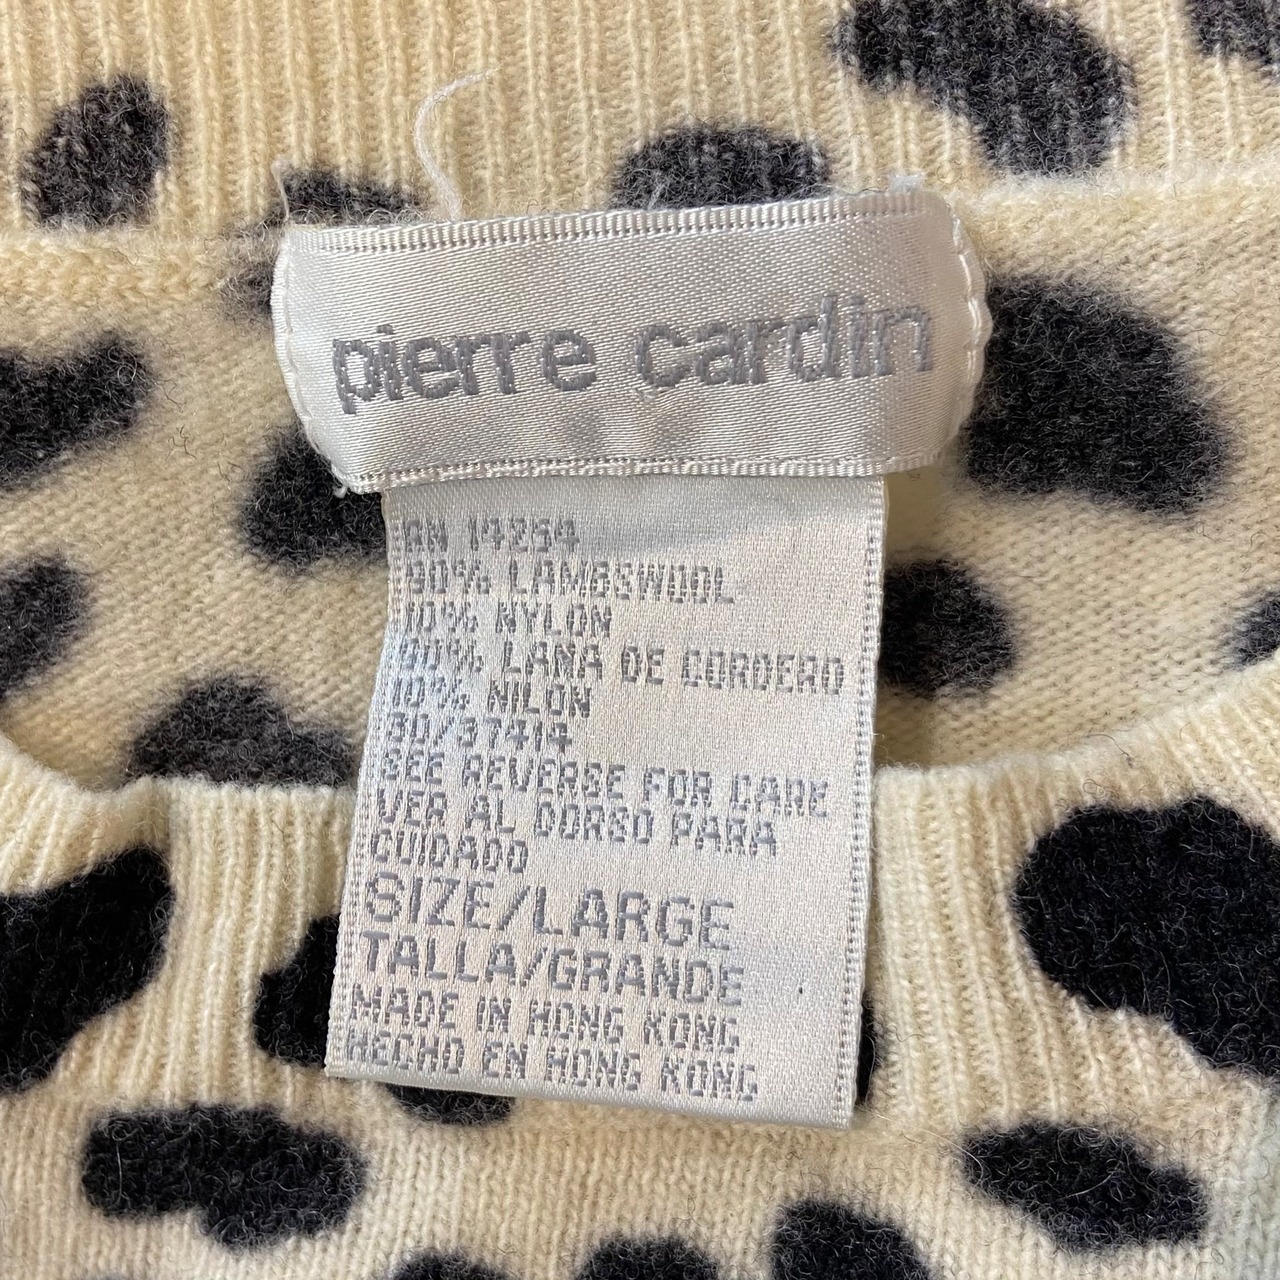 pierre cardin
RN 14254
90% LAMBSWOOL
10% NYLON
90% LANA DE CORDERO
10% NILON
30/37414
SEE REVERSE FOR CARE
VER AL DORSO PARA
CUIDADO
SIZE/LARGE
TALLA/GRANDE
MADE IN HONG KONG
HECHO EN HONG KONG